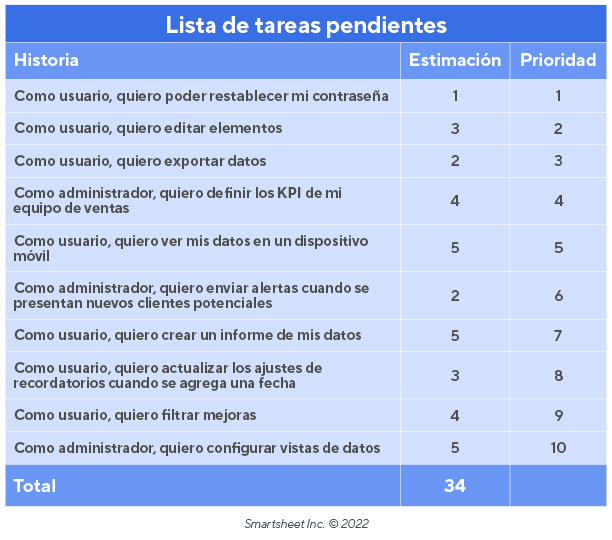 Lista de tareas pendientes
Historia Estimación Prioridad
Como usuario, quiero poder restablecer mi contraseña 1 1
Como usuario, quiero editar elementos 3 2
Como usuario, quiero exportar datos 2 3
Como administrador, quiero definir los KPI de mi
equipo de ventas 4 4
Como usuario, quiero ver mis datos en un dispositivo
móvil 5 5
Como administrador, quiero enviar alertas cuando se
presentan nuevos clientes potenciales 2 6
Como usuario, quiero crear un informe de mis datos 5 7
Como usuario, quiero actualizar los ajustes de
recordatorios cuando se agrega una fecha 3 8
Como usuario, quiero filtrar mejoras 4 9
Como administrador, quiero configurar vistas de datos 5 10
Total 34
Smartsheet Inc. © 2022